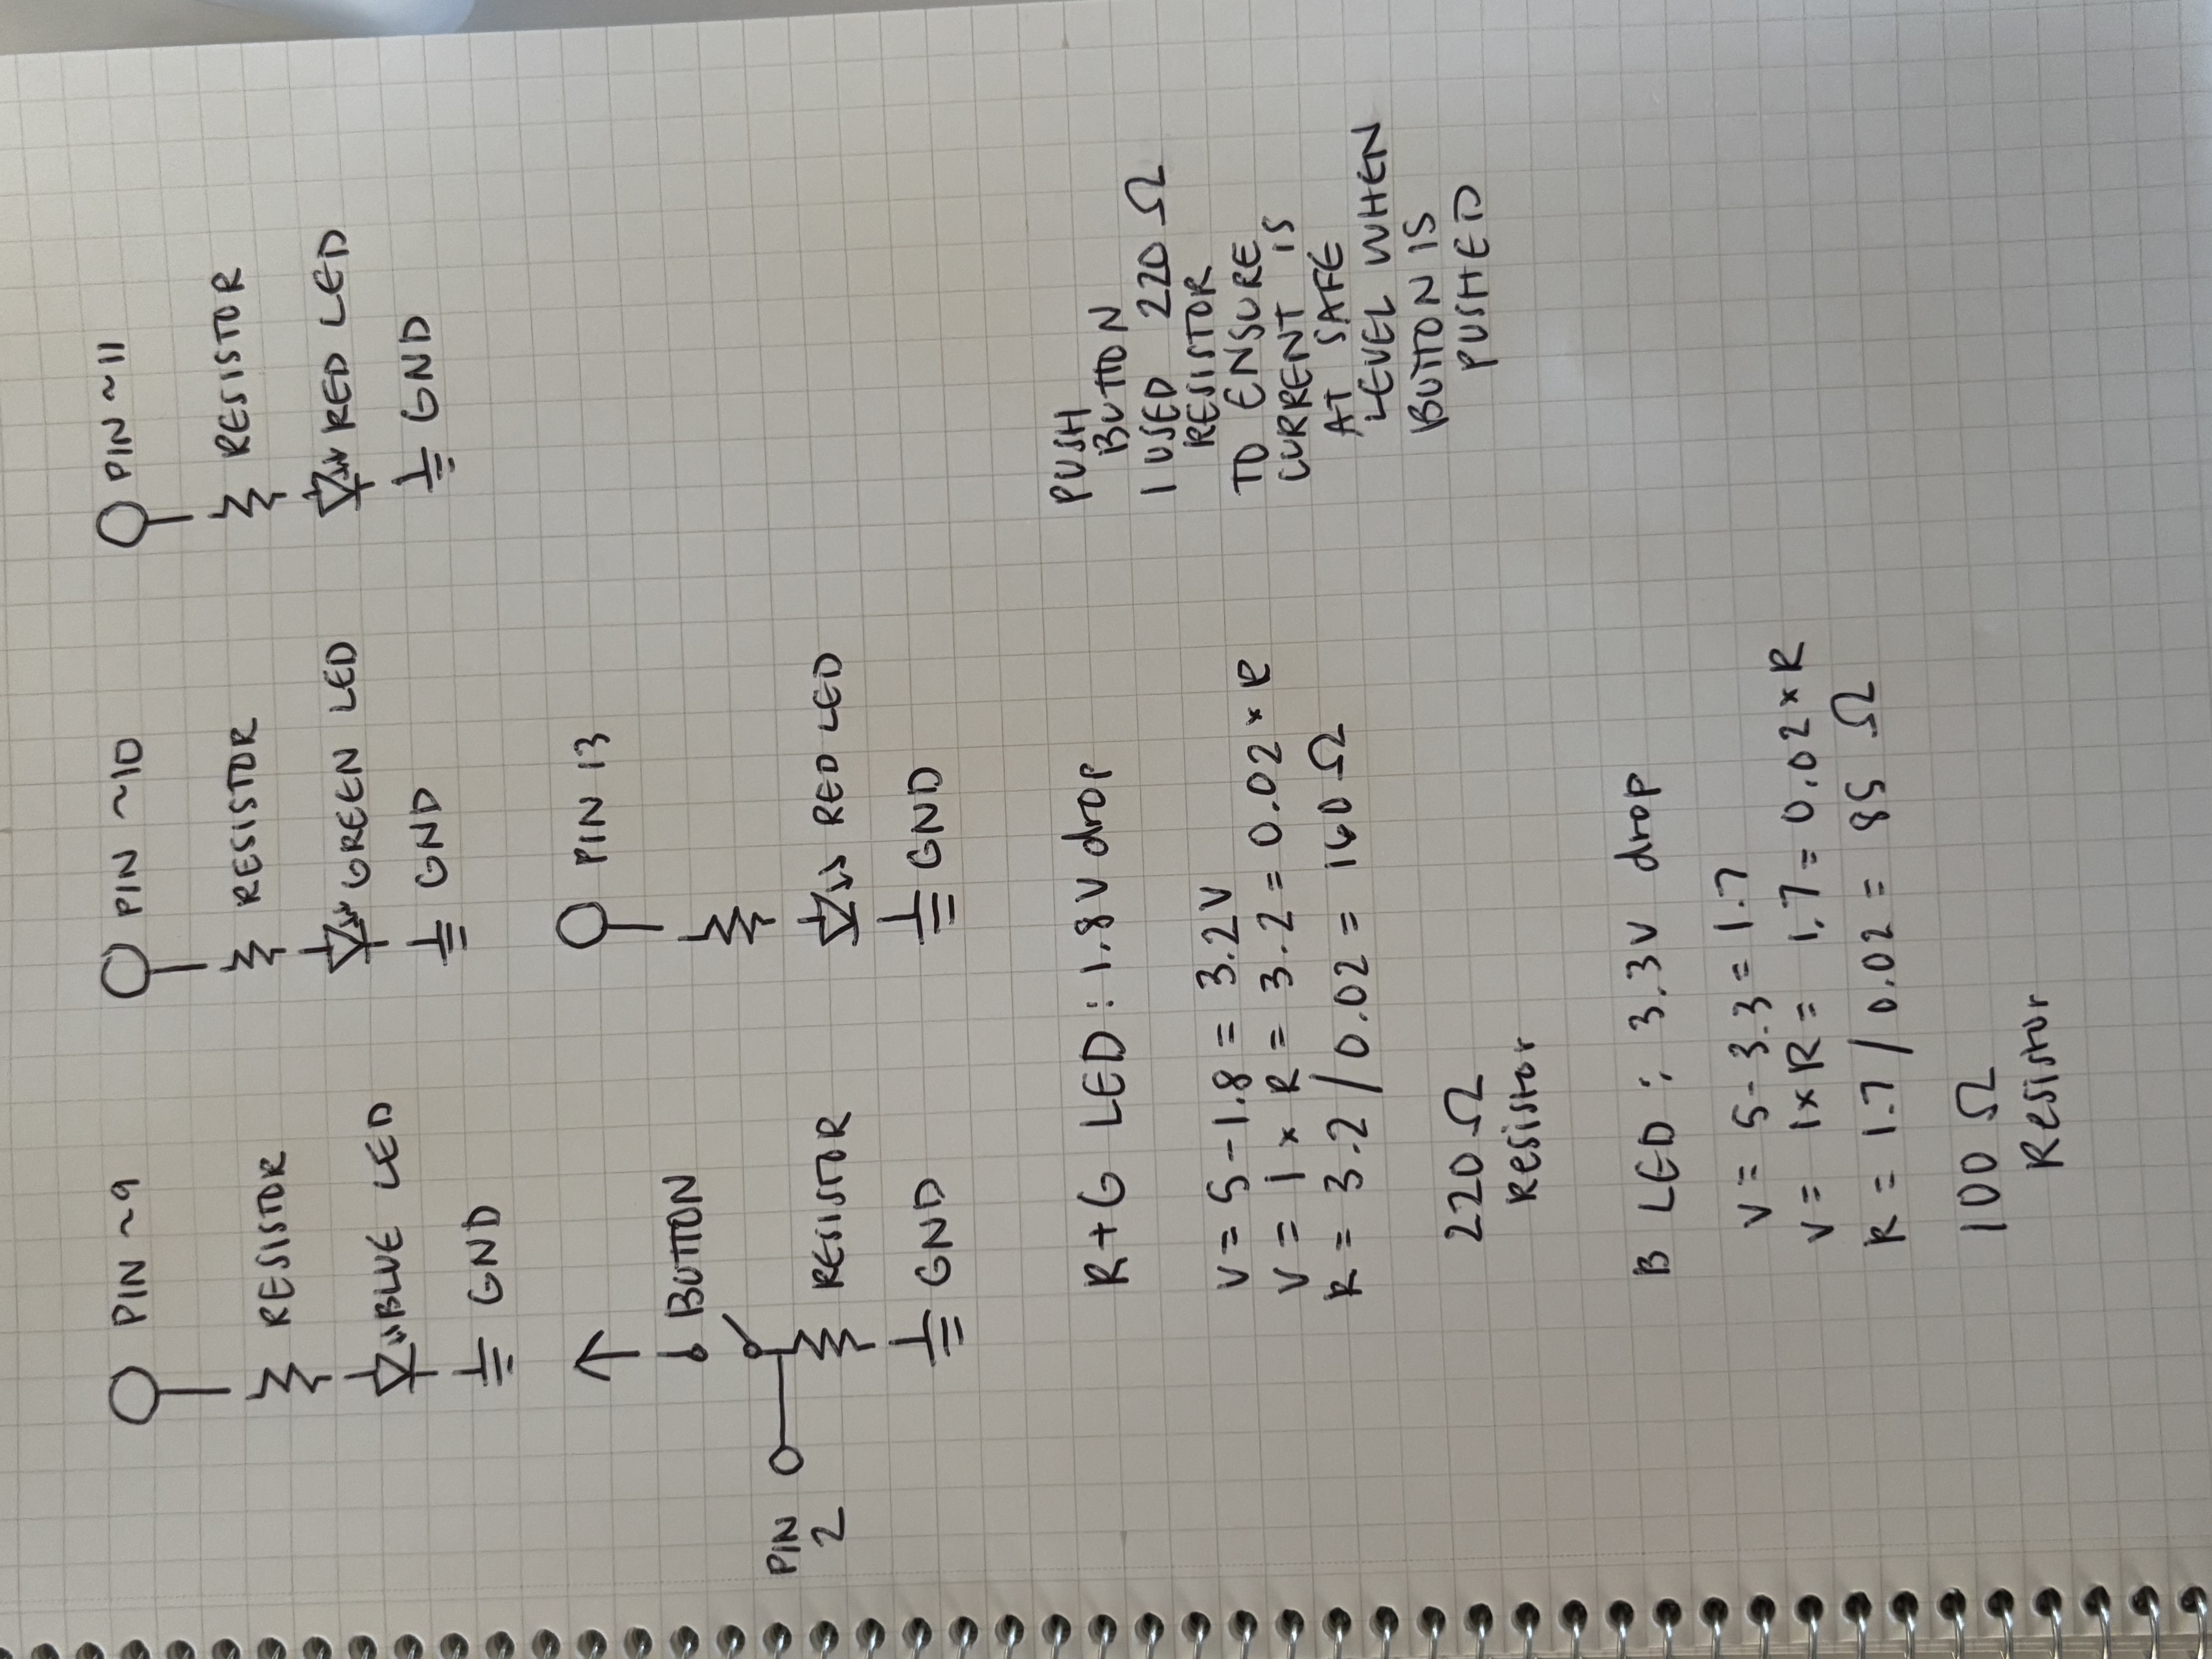 PIN ~9
RESISTOR
BLUE LED
GND
PIN ~10
RESISTOR
GREEN LED
GND
PIN ~11
RESISTOR
RED LED
GND
BUTTON
PIN
2
RESISTOR
GND
PIN 13
RED LED
GND
R+G LED: 1.8V drop
V = 5-1.8 = 3.2V
V = I × R = 3.2 = 0.02 × R
R = 3.2 / 0.02 = 160 Ω
220 Ω
Resistor
B LED: 3.3V drop
V = 5-3.3 = 1.7
V = I×R = 1.7 = 0.02 × R
R = 1.7 / 0.02 = 85 Ω
100 Ω
Resistor
PUSH
BUTTON
I USED 220 Ω
RESISTOR
TO ENSURE
CURRENT IS
AT SAFE
LEVEL WHEN
BUTTON IS
PUSHED